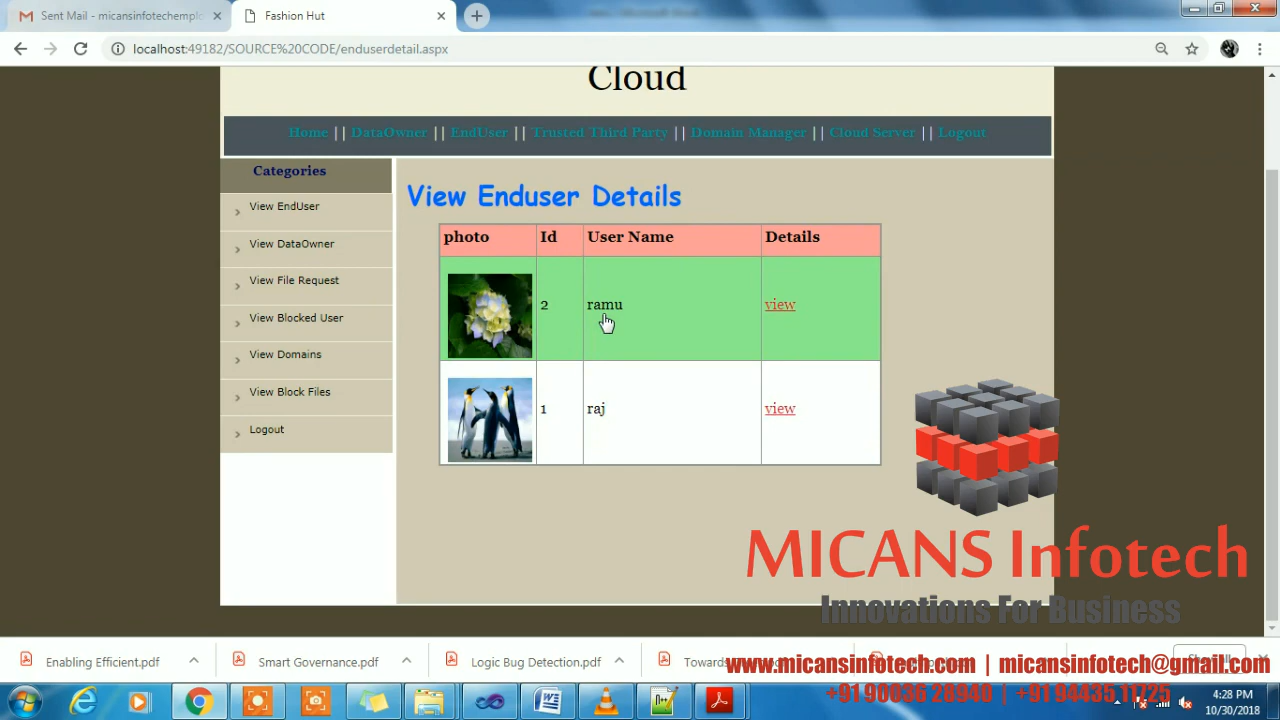 Sent Mail - micansinfotechemplo
Fashion Hut
localhost:49182/SOURCE%20CODE/enduserdetail.aspx
Cloud
Home || DataOwner || EndUser || Trusted Third Party || Domain Manager || Cloud Server || Logout
Categories
View EndUser
View DataOwner
View File Request
View Blocked User
View Domains
View Block Files
Logout
View Enduser Details
photo Id User Name Details
2 ramu view
1 raj view
MICANS Infotech
Innovations For Business
Enabling Efficient.pdf
Smart Governance.pdf
Logic Bug Detection.pdf
www.micansinfotech.com | micansinfotech@gmail.com
+91 90036 28940 | +91 94435 11725
4:28 PM
10/30/2018